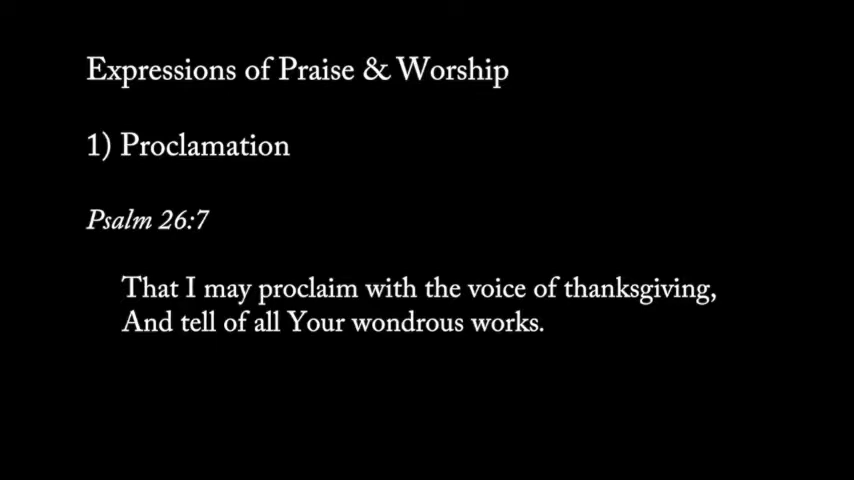 Expressions of Praise & Worship
1) Proclamation
Psalm 26:7
That I may proclaim with the voice of thanksgiving,
And tell of all Your wondrous works.